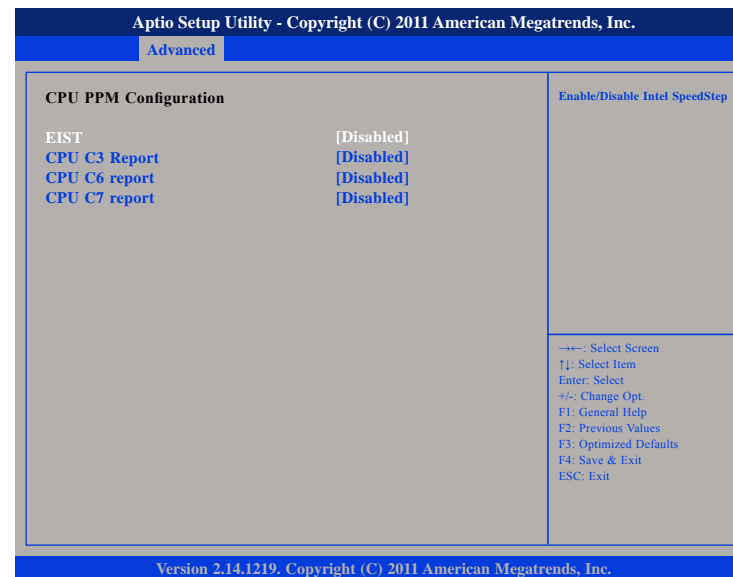 Aptio Setup Utility - Copyright (C) 2011 American Megatrends, Inc.
Advanced
CPU PPM Configuration
EIST [Disabled]
CPU C3 Report [Disabled]
CPU C6 report [Disabled]
CPU C7 report [Disabled]
Enable/Disable Intel SpeedStep
→←: Select Screen
↑↓: Select Item
Enter: Select
+/-: Change Opt.
F1: General Help
F2: Previous Values
F3: Optimized Defaults
F4: Save & Exit
ESC: Exit
Version 2.14.1219. Copyright (C) 2011 American Megatrends, Inc.